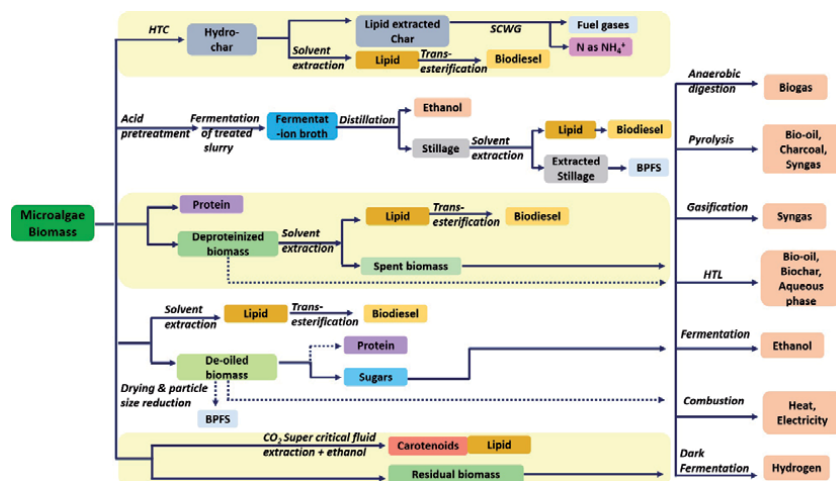 HTC
Hydro-
char
Lipid extracted
Char
SCWG
Fuel gases
N as NH₄⁺
Solvent
extraction
Lipid
Trans-
esterification
Biodiesel
Acid
pretreatment
Fermentation
of treated
slurry
Fermentat
-ion broth
Distillation
Ethanol
Stillage
Solvent
extraction
Lipid
Biodiesel
Extracted
Stillage
BPFS
Microalgae
Biomass
Protein
Deproteinized
biomass
Solvent
extraction
Lipid
Trans-
esterification
Biodiesel
Spent biomass
Solvent
extraction
Lipid
Trans-
esterification
Biodiesel
De-oiled
biomass
Protein
Sugars
Drying & particle
size reduction
BPFS
CO₂ Super critical fluid
extraction + ethanol
Carotenoids
Lipid
Residual biomass
Anaerobic
digestion
Biogas
Pyrolysis
Bio-oil,
Charcoal,
Syngas
Gasification
Syngas
HTL
Bio-oil,
Biochar,
Aqueous
phase
Fermentation
Ethanol
Combustion
Heat,
Electricity
Dark
Fermentation
Hydrogen